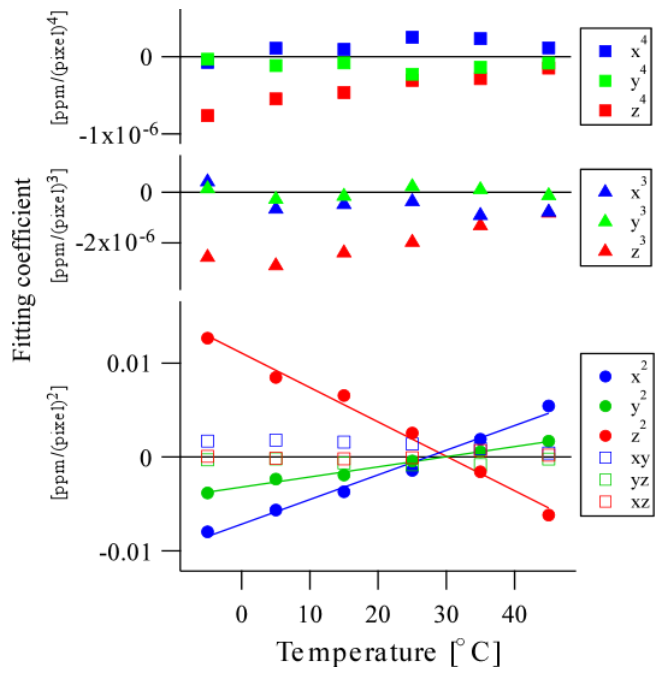 Fitting coefficient
[ppm/(pixel)⁴]
0
-1x10⁻⁶
x⁴
y⁴
z⁴
[ppm/(pixel)³]
0
-2x10⁻⁶
x³
y³
z³
[ppm/(pixel)²]
0.01
0
-0.01
x²
y²
z²
xy
yz
xz
0 10 20 30 40
Temperature [°C]